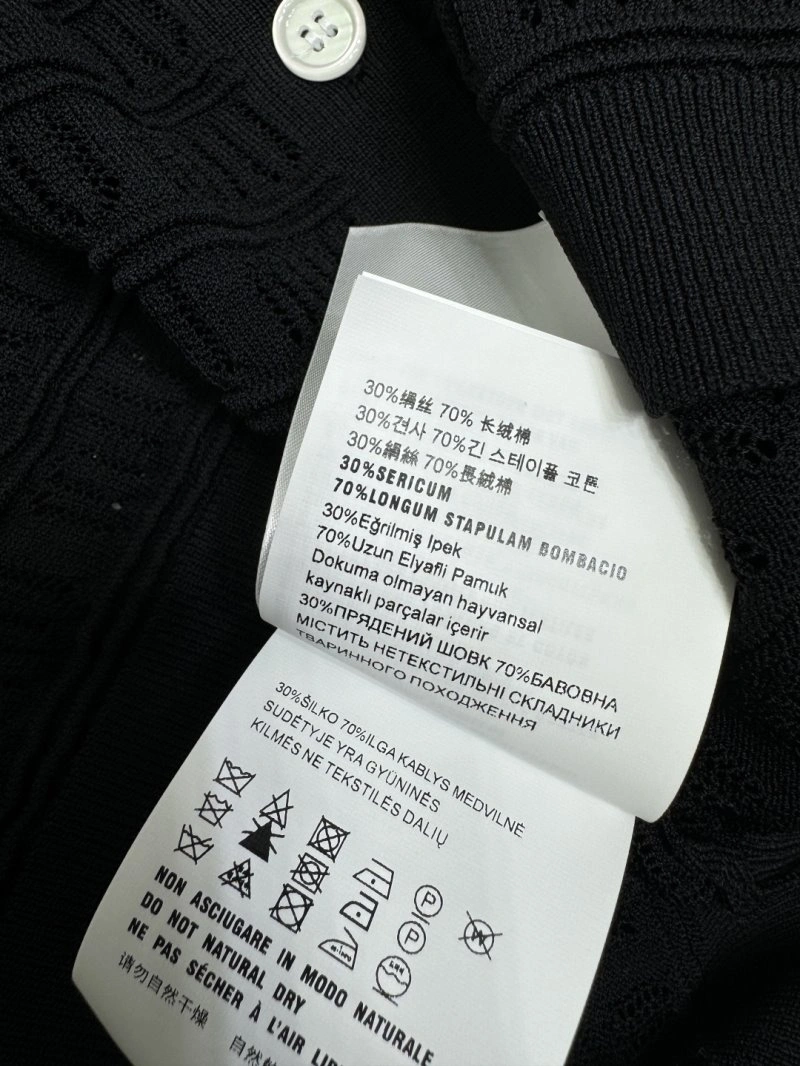 30%绢丝 70% 长绒棉
30%견사 70%긴 스테이플 코튼
30%絹絲 70%長絨棉
30%SERICUM
70%LONGUM STAPULAM BOMBACIO
30%Eğrilmiş Ipek
70%Uzun Elyafli Pamuk
Dokuma olmayan hayvansal
kaynaklı parçalar içerir
30%ПРЯДЕНИЙ ШОВК 70%БАВОВНА
МІСТИТЬ НЕТЕКСТИЛЬНІ СКЛАДНИКИ
ТВАРИННОГО ПОХОДЖЕННЯ
30%ŠILKO 70%ILGA KABLYS MEDVILNĖ
SUDĖTYJE YRA GYŪNINĖS
KILMĖS NE TEKSTILĖS DALIŲ
P
P
W
NON ASCIUGARE IN MODO NATURALE
DO NOT NATURAL DRY
NE PAS SÉCHER À L'AIR
请勿自然干燥
自然